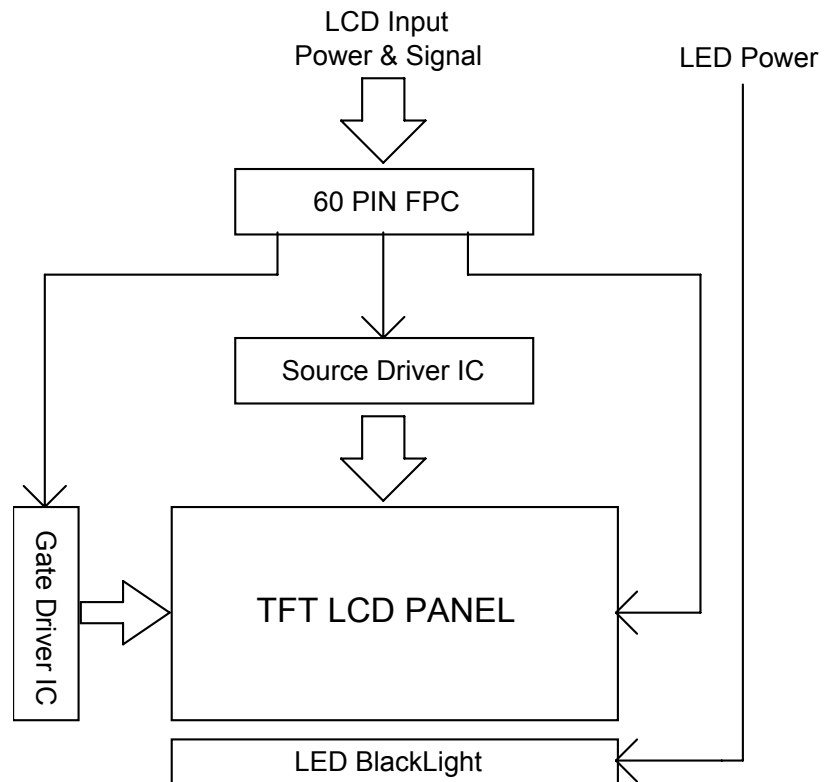 LCD Input
Power & Signal
LED Power
60 PIN FPC
Source Driver IC
Gate Driver IC
TFT LCD PANEL
LED BlackLight